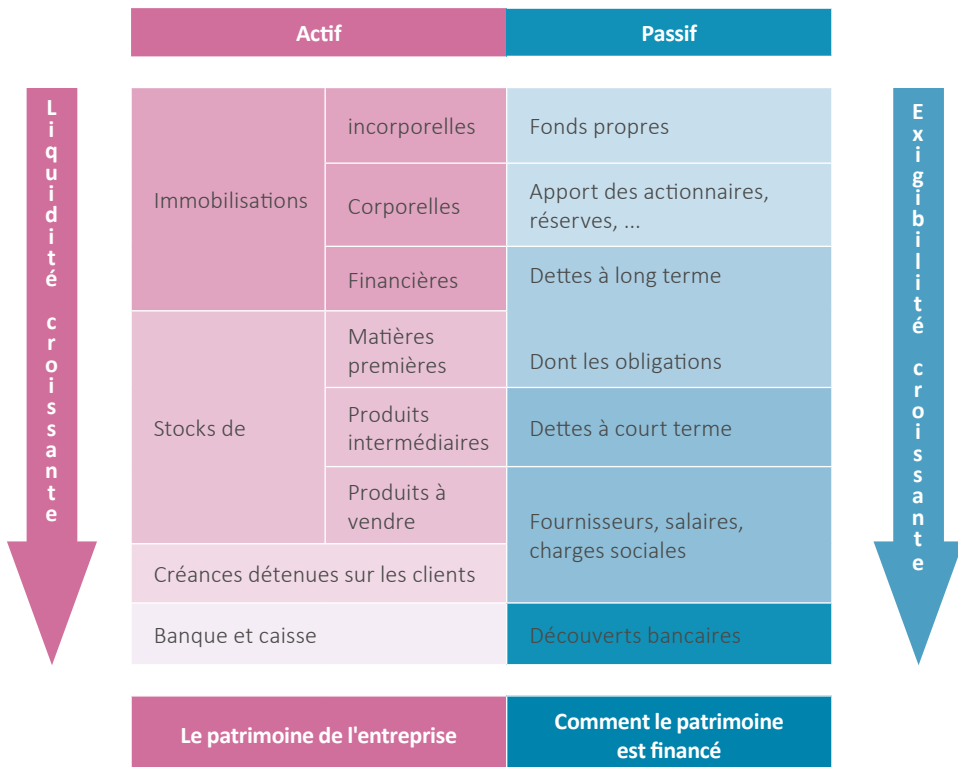 Actif
Passif
Liquidité croissante
Immobilisations
incorporelles
Corporelles
Financières
Stocks de
Matières
premières
Produits
intermédiaires
Produits à
vendre
Créances détenues sur les clients
Banque et caisse
Fonds propres
Apport des actionnaires,
réserves, ...
Dettes à long terme
Dont les obligations
Dettes à court terme
Fournisseurs, salaires,
charges sociales
Découverts bancaires
Exigibilité croissante
Le patrimoine de l'entreprise
Comment le patrimoine
est financé